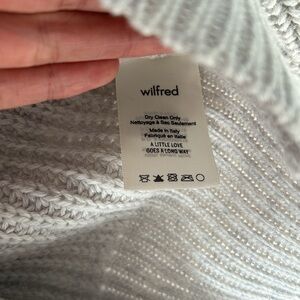 wilfred
Dry Clean Only
Nettoyage à Sec Seulement
Made in Italy
Fabriqué en Italie
A LITTLE LOVE
GOES A LONG WAY